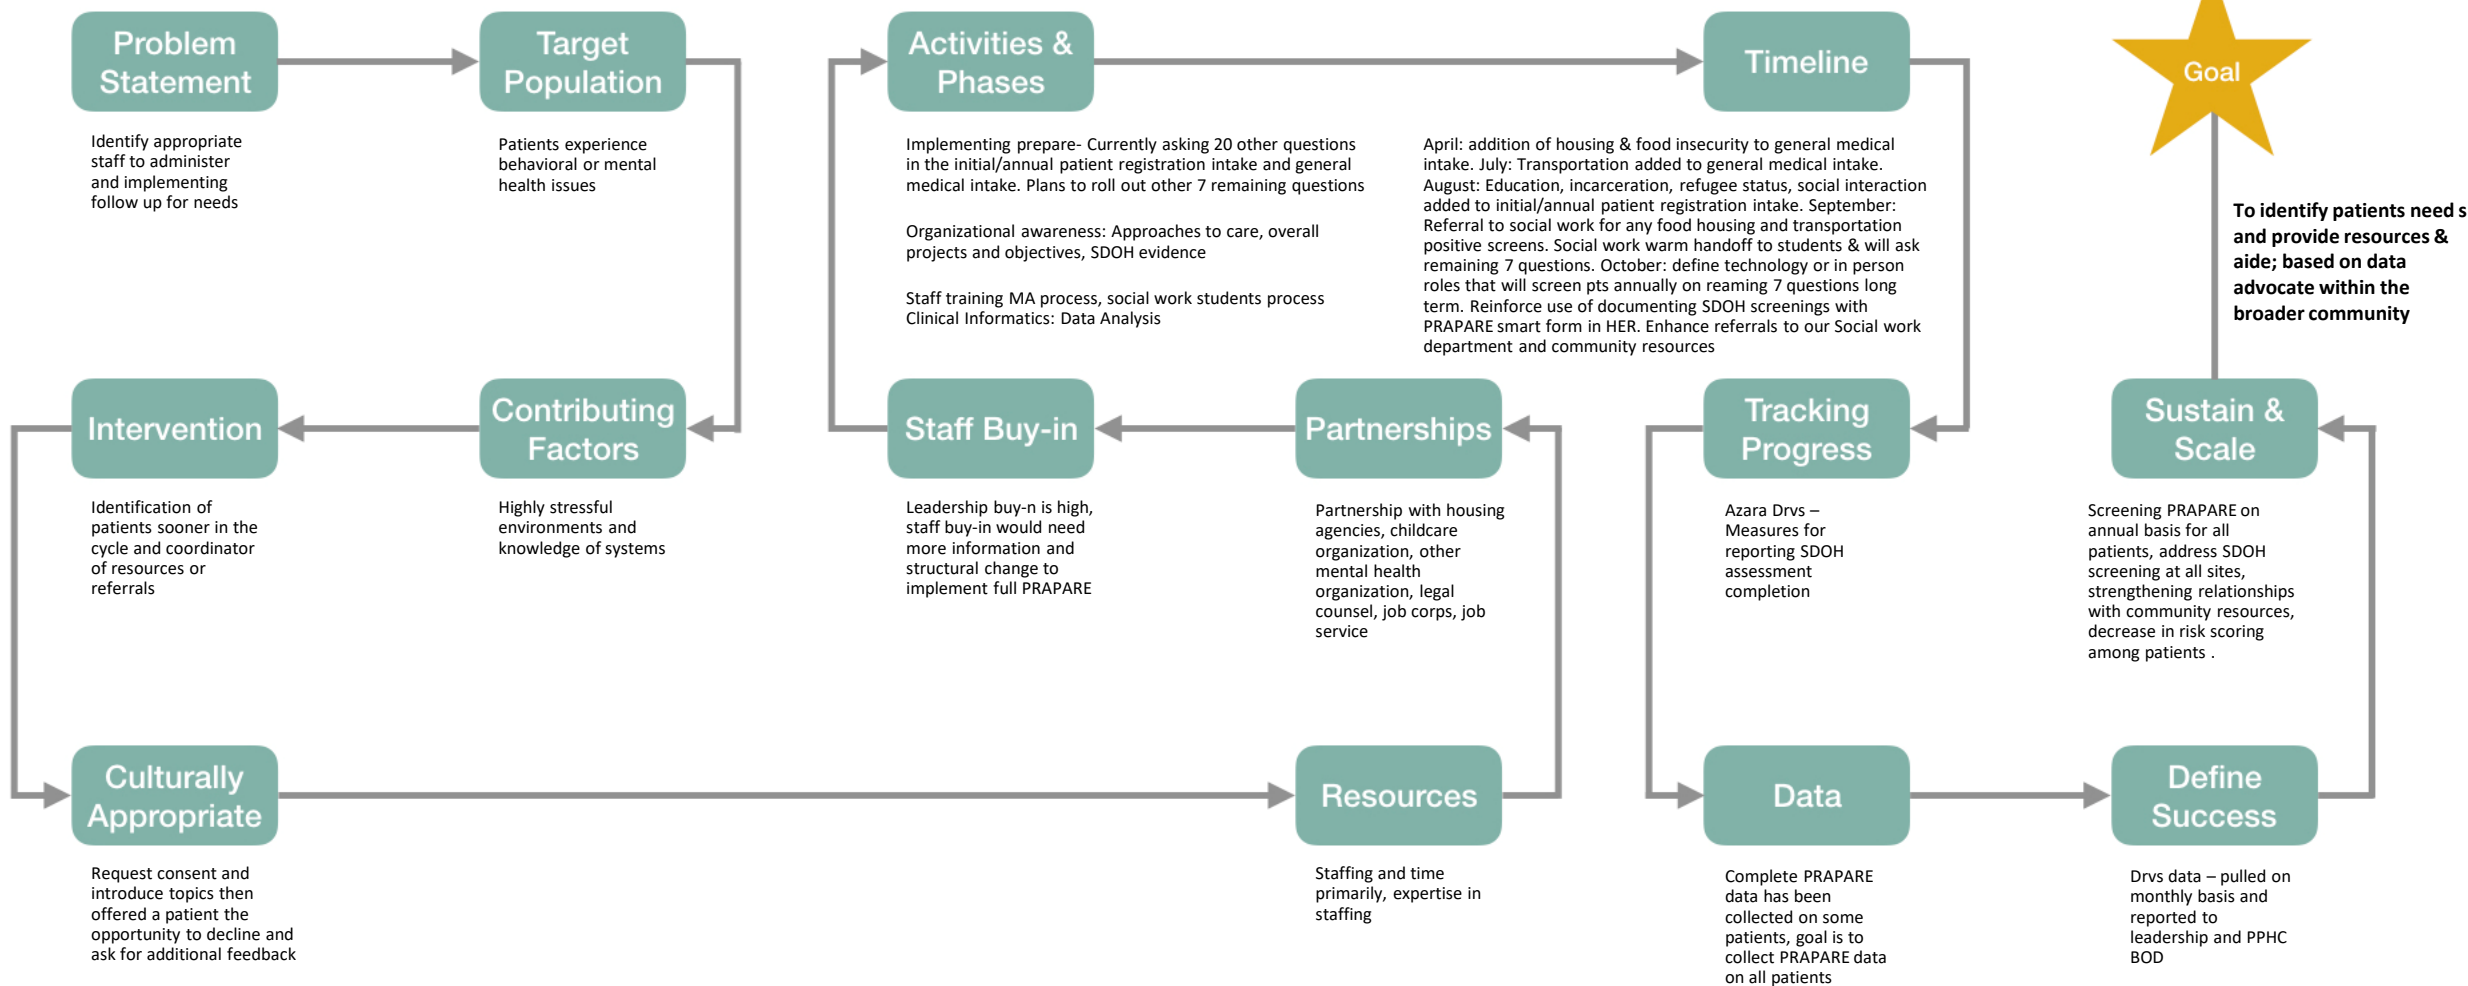 Problem
Statement
Identify appropriate
staff to administer
and implementing
follow up for needs
Target
Population
Patients experience
behavioral or mental
health issues
Contributing
Factors
Highly stressful
environments and
knowledge of systems
Intervention
Identification of
patients sooner in the
cycle and coordinator
of resources or
referrals
Culturally
Appropriate
Request consent and
introduce topics then
offered a patient the
opportunity to decline and
ask for additional feedback
Resources
Staffing and time
primarily, expertise in
staffing
Partnerships
Partnership with housing
agencies, childcare
organization, other
mental health
organization, legal
counsel, job corps, job
service
Staff Buy-in
Leadership buy-n is high,
staff buy-in would need
more information and
structural change to
implement full PRAPARE
Activities &
Phases
Implementing prepare- Currently asking 20 other questions
in the initial/annual patient registration intake and general
medical intake. Plans to roll out other 7 remaining questions
Organizational awareness: Approaches to care, overall
projects and objectives, SDOH evidence
Staff training MA process, social work students process
Clinical Informatics: Data Analysis
Timeline
April: addition of housing & food insecurity to general medical
intake. July: Transportation added to general medical intake.
August: Education, incarceration, refugee status, social interaction
added to initial/annual patient registration intake. September:
Referral to social work for any food housing and transportation
positive screens. Social work warm handoff to students & will ask
remaining 7 questions. October: define technology or in person
roles that will screen pts annually on reaming 7 questions long
term. Reinforce use of documenting SDOH screenings with
PRAPARE smart form in HER. Enhance referrals to our Social work
department and community resources
Tracking
Progress
Azara Drvs –
Measures for
reporting SDOH
assessment
completion
Data
Complete PRAPARE
data has been
collected on some
patients, goal is to
collect PRAPARE data
on all patients
Define
Success
Drvs data – pulled on
monthly basis and
reported to
leadership and PPHC
BOD
Sustain &
Scale
Screening PRAPARE on
annual basis for all
patients, address SDOH
screening at all sites,
strengthening relationships
with community resources,
decrease in risk scoring
among patients .
Goal
To identify patients need s
and provide resources &
aide; based on data
advocate within the
broader community